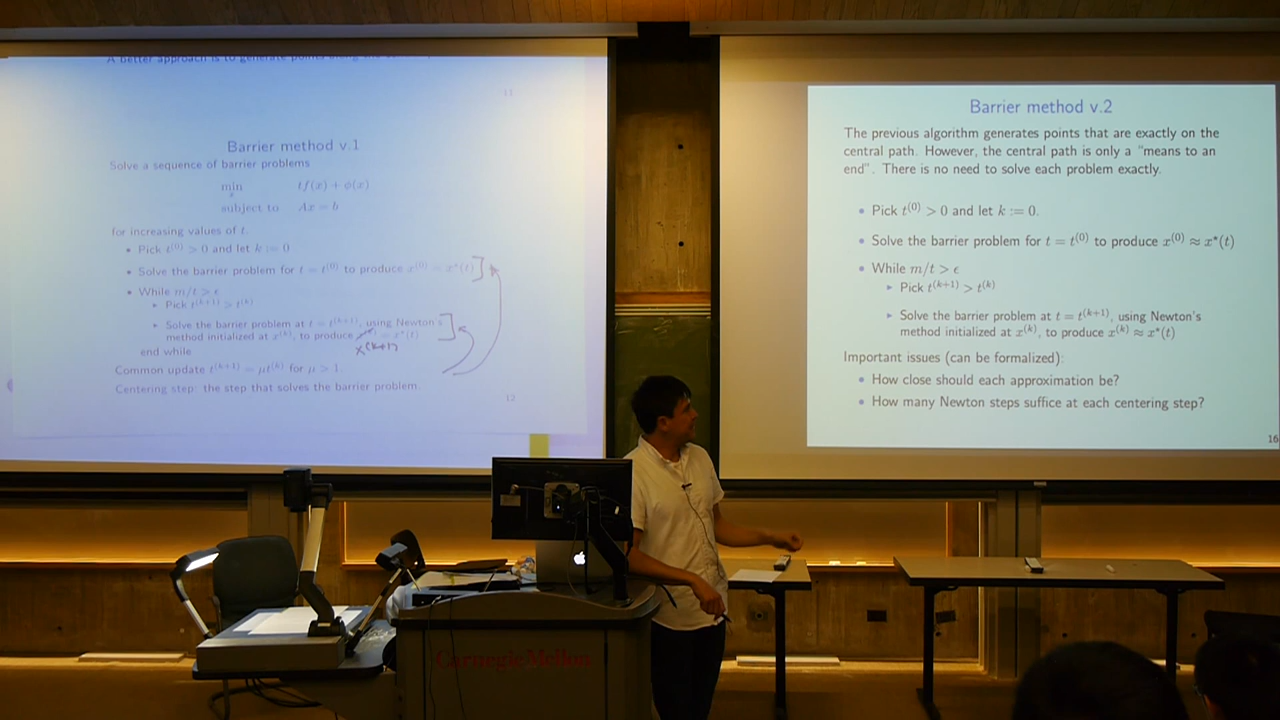 11
Barrier method v.1
Solve a sequence of barrier problems
min x tf(x) + φ(x)
subject to Ax = b
for increasing values of t.
• Pick t^(0) > 0 and let k := 0
• Solve the barrier problem for t = t^(0) to produce x^(0) = x*(t)
• While m/t > ϵ
▸ Pick t^(k+1) > t^(k)
▸ Solve the barrier problem at t = t^(k+1), using Newton's
method initialized at x^(k), to produce = x*(t)
x^(k+1)
end while
Common update t^(k+1) = μt^(k) for μ > 1.
Centering step: the step that solves the barrier problem.
12
Barrier method v.2
The previous algorithm generates points that are exactly on the
central path. However, the central path is only a "means to an
end". There is no need to solve each problem exactly.
• Pick t^(0) > 0 and let k := 0.
• Solve the barrier problem for t = t^(0) to produce x^(0) ≈ x*(t)
• While m/t > ϵ
▸ Pick t^(k+1) > t^(k)
▸ Solve the barrier problem at t = t^(k+1), using Newton's
method initialized at x^(k), to produce x^(k) ≈ x*(t)
Important issues (can be formalized):
• How close should each approximation be?
• How many Newton steps suffice at each centering step?
16
Carnegie Mellon